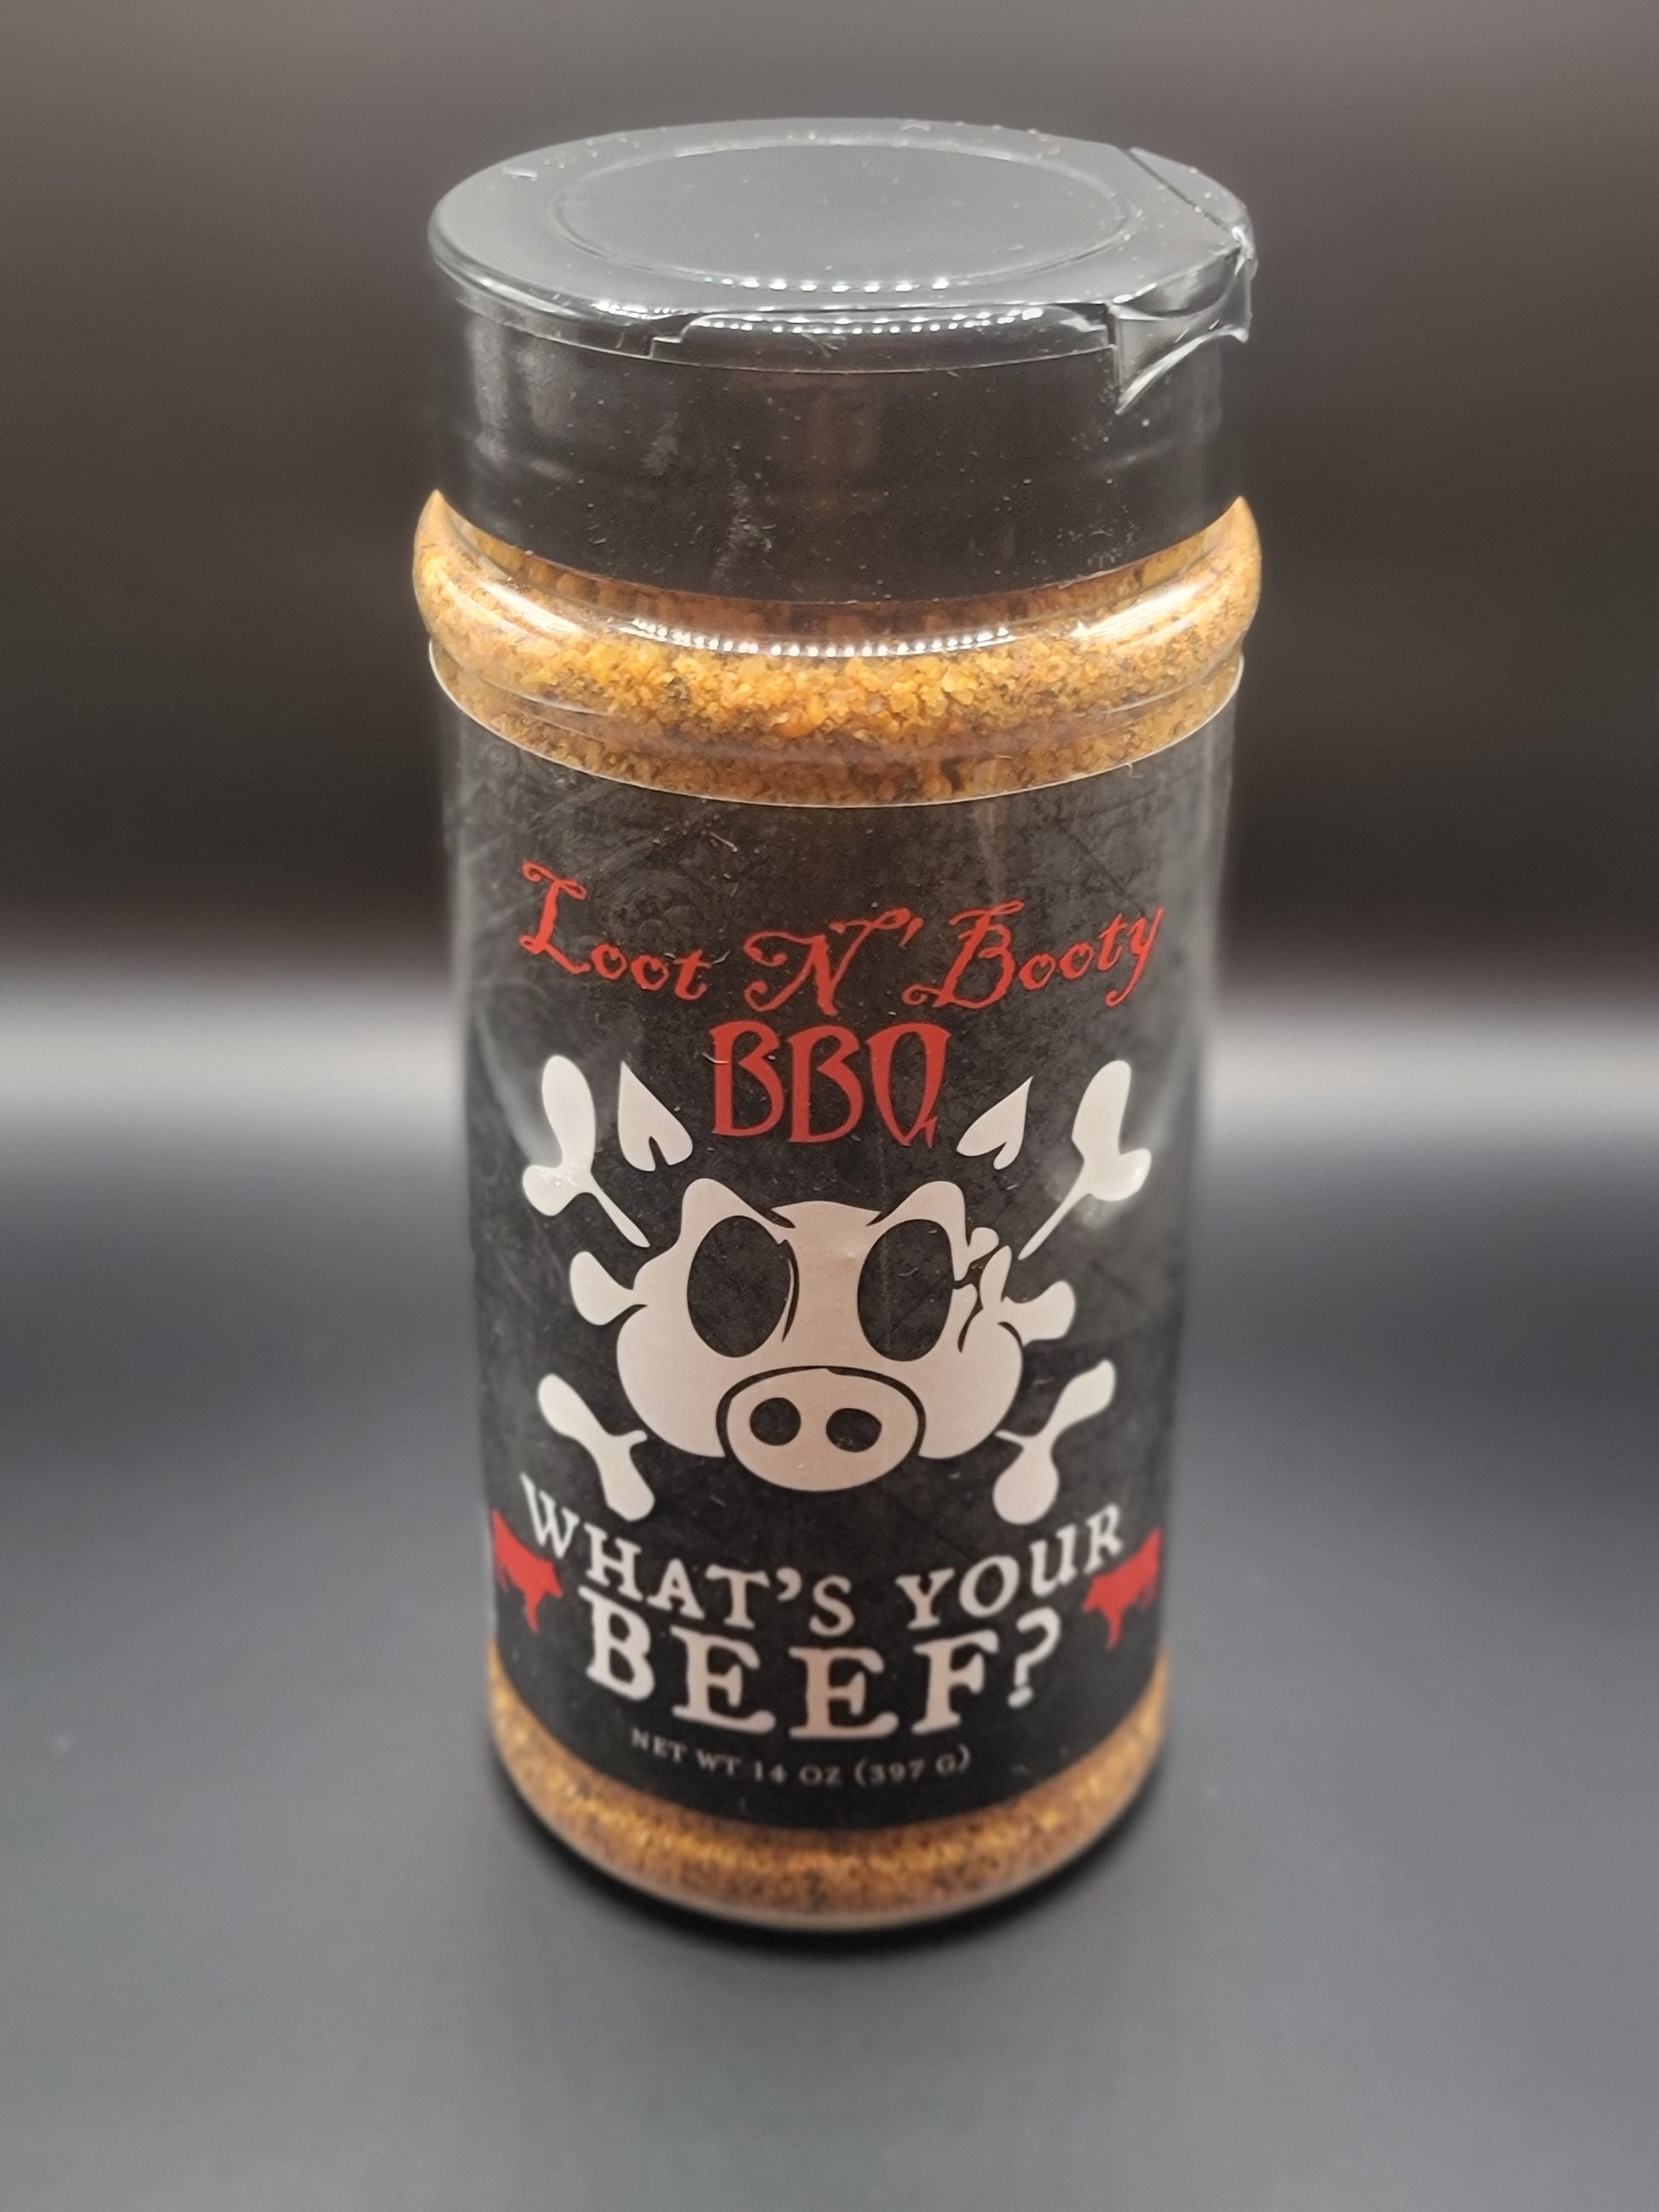 Loot N' Booty
BBQ
WHAT'S YOUR
BEEF?
NET WT 14 OZ (397 G)